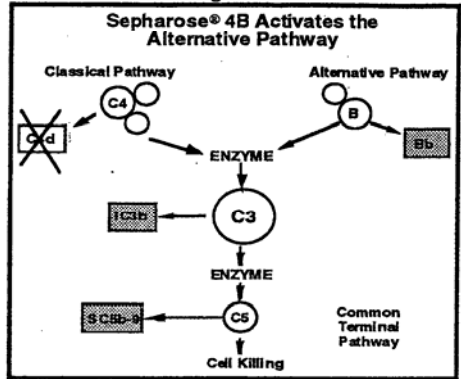 Sepharose® 4B Activates the
Alternative Pathway
Classical Pathway
Alternative Pathway
C4
B
C4d
Bb
ENZYME
iC3b
C3
ENZYME
SC5b-9
C5
Common
Terminal
Pathway
Cell Killing